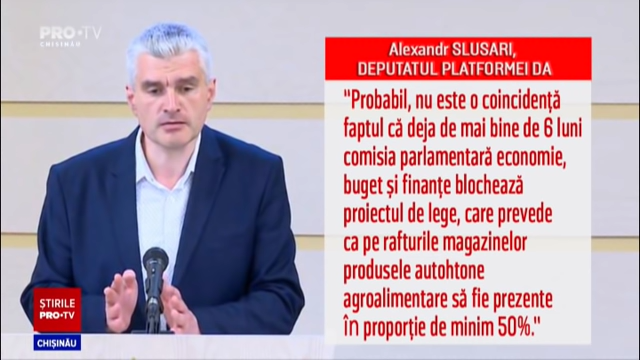 PRO•TV
CHIȘINĂU
Alexandr SLUSARI,
DEPUTATUL PLATFORMEI DA
"Probabil, nu este o coincidență
faptul că deja de mai bine de 6 luni
comisia parlamentară economie,
buget și finanțe blochează
proiectul de lege, care prevede
ca pe rafturile magazinelor
produsele autohtone
agroalimentare să fie prezente
în proporție de minim 50%."
ȘTIRILE
PRO•TV
CHIȘINĂU